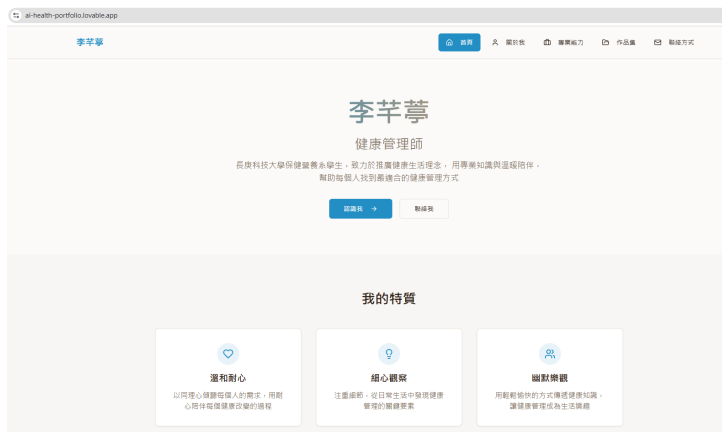 ai-health-portfolio.lovable.app
李芊葶
首頁
關於我
專業能力
作品集
聯絡方式
李芊葶
健康管理師
長庚科技大學保健營養系學生，致力於推廣健康生活理念， 用專業知識與溫暖陪伴，
幫助每個人找到最適合的健康管理方式
認識我 →
聯絡我
我的特質
溫和耐心
以同理心傾聽每個人的需求，用耐
心陪伴每個健康改變的過程
細心觀察
注重細節，從日常生活中發現健康
管理的關鍵要素
幽默樂觀
用輕鬆愉快的方式傳遞健康知識，
讓健康管理成為生活樂趣